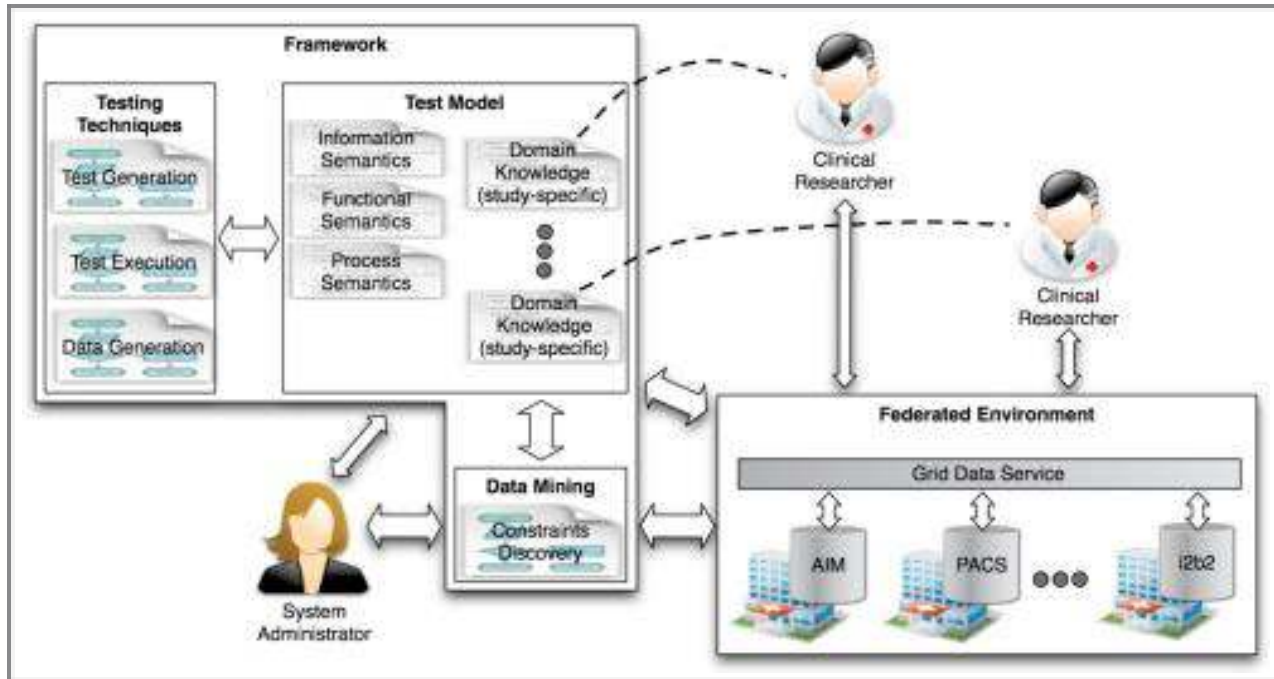 Framework
Testing
Techniques
Test Generation
Test Execution
Data Generation
Test Model
Information
Semantics
Functional
Semantics
Process
Semantics
Domain
Knowledge
(study-specific)
Domain
Knowledge
(study-specific)
Clinical
Researcher
Clinical
Researcher
Data Mining
Constraints
Discovery
System
Administrator
Federated Environment
Grid Data Service
AIM
PACS
i2b2